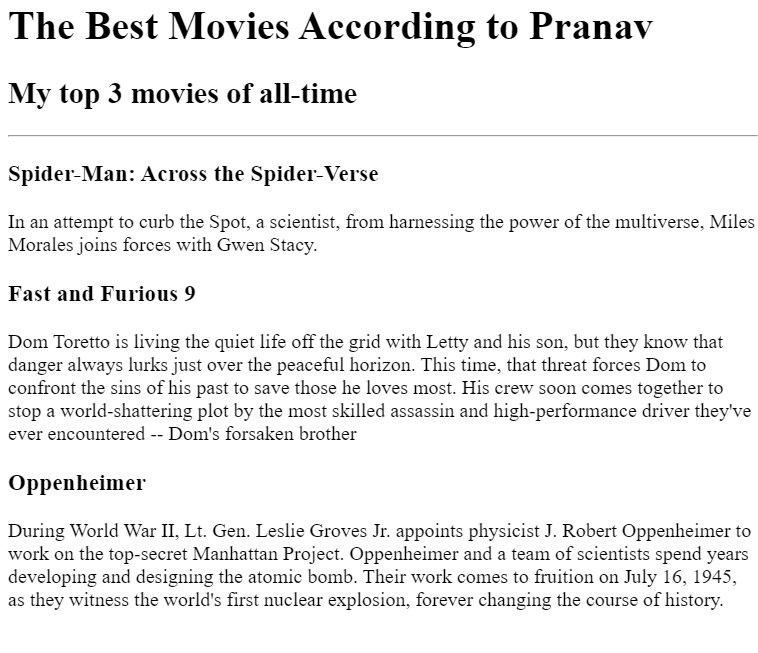 The Best Movies According to Pranav
My top 3 movies of all-time
Spider-Man: Across the Spider-Verse
In an attempt to curb the Spot, a scientist, from harnessing the power of the multiverse, Miles
Morales joins forces with Gwen Stacy.
Fast and Furious 9
Dom Toretto is living the quiet life off the grid with Letty and his son, but they know that
danger always lurks just over the peaceful horizon. This time, that threat forces Dom to
confront the sins of his past to save those he loves most. His crew soon comes together to
stop a world-shattering plot by the most skilled assassin and high-performance driver they've
ever encountered -- Dom's forsaken brother
Oppenheimer
During World War II, Lt. Gen. Leslie Groves Jr. appoints physicist J. Robert Oppenheimer to
work on the top-secret Manhattan Project. Oppenheimer and a team of scientists spend years
developing and designing the atomic bomb. Their work comes to fruition on July 16, 1945,
as they witness the world's first nuclear explosion, forever changing the course of history.